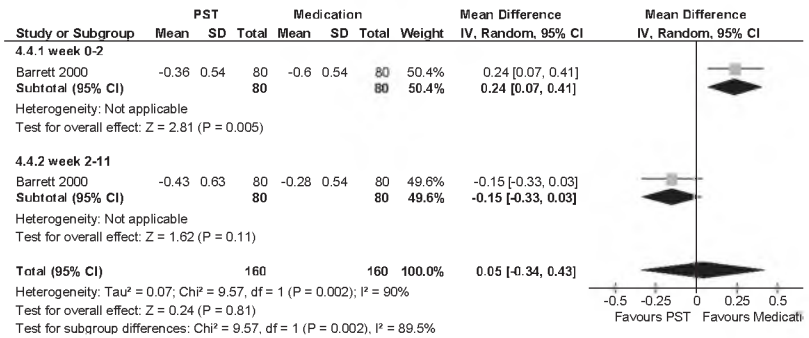 PST Medication Mean Difference Mean Difference
Study or Subgroup Mean SD Total Mean SD Total Weight IV, Random, 95% CI IV, Random, 95% CI
4.4.1 week 0-2
Barrett 2000 -0.36 0.54 80 -0.6 0.54 80 50.4% 0.24 [0.07, 0.41]
Subtotal (95% CI) 80 80 50.4% 0.24 [0.07, 0.41]
Heterogeneity: Not applicable
Test for overall effect: Z = 2.81 (P = 0.005)
4.4.2 week 2-11
Barrett 2000 -0.43 0.63 80 -0.28 0.54 80 49.6% -0.15 [-0.33, 0.03]
Subtotal (95% CI) 80 80 49.6% -0.15 [-0.33, 0.03]
Heterogeneity: Not applicable
Test for overall effect: Z = 1.62 (P = 0.11)
Total (95% CI) 160 160 100.0% 0.05 [-0.34, 0.43]
Heterogeneity: Tau² = 0.07; Chi² = 9.57, df = 1 (P = 0.002); I² = 90%
Test for overall effect: Z = 0.24 (P = 0.81)
Test for subgroup differences: Chi² = 9.57, df = 1 (P = 0.002), I² = 89.5%
-0.5 -0.25 0 0.25 0.5
Favours PST Favours Medicati